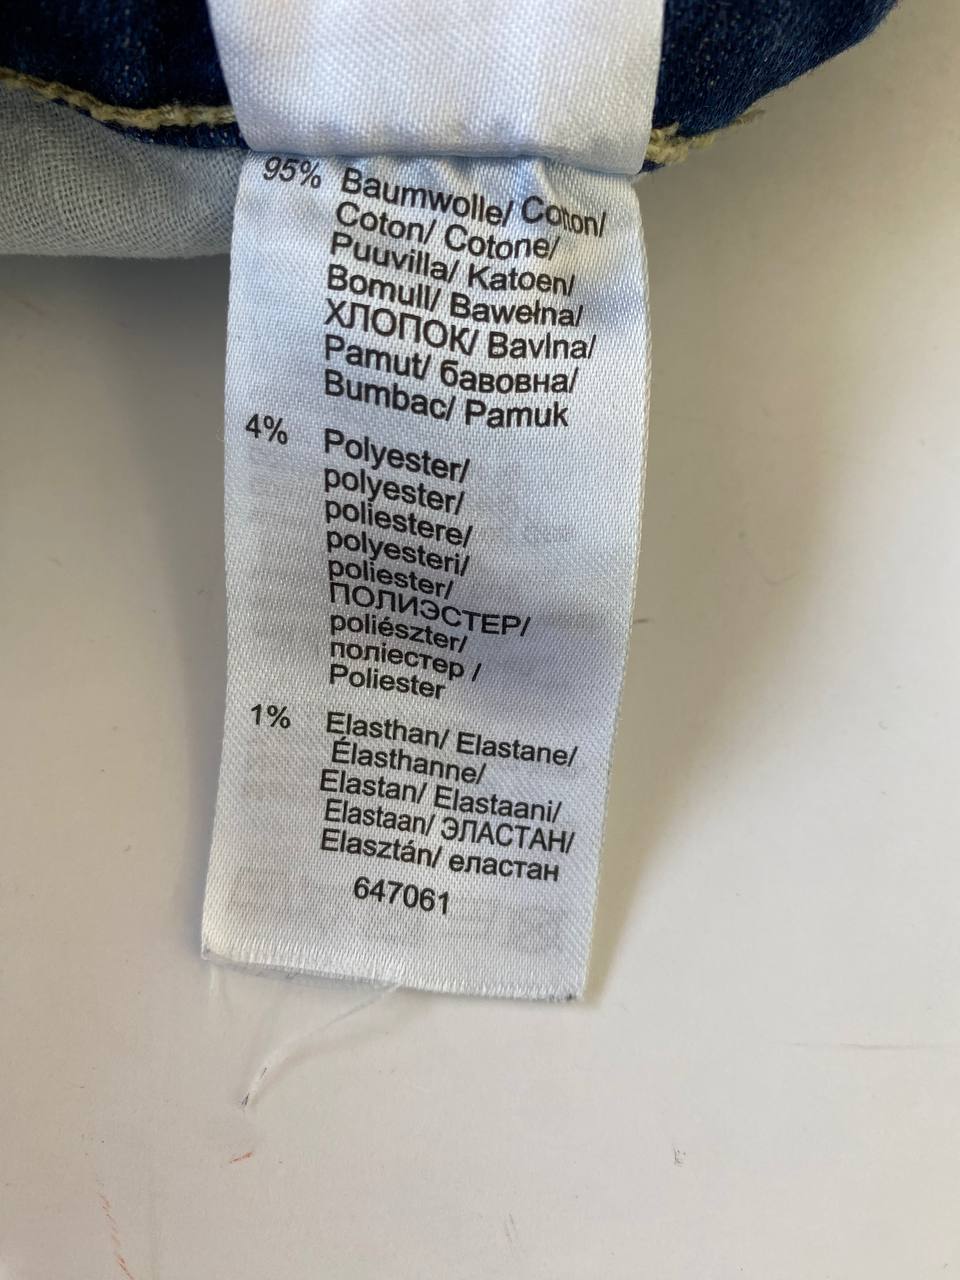 95% Baumwolle/ Cotton/
Coton/ Cotone/
Puuvilla/ Katoen/
Bomull/ Bawełna/
ХЛОПОК/ Bavlna/
Pamut/ бавовна/
Bumbac/ Pamuk
4% Polyester/
polyester/
poliestere/
polyesteri/
poliester/
ПОЛИЭСТЕР/
poliészter/
поліестер /
Poliester
1% Elasthan/ Elastane/
Élasthanne/
Elastan/ Elastaani/
Elastaan/ ЭЛАСТАН/
Elasztán/ еластан
647061